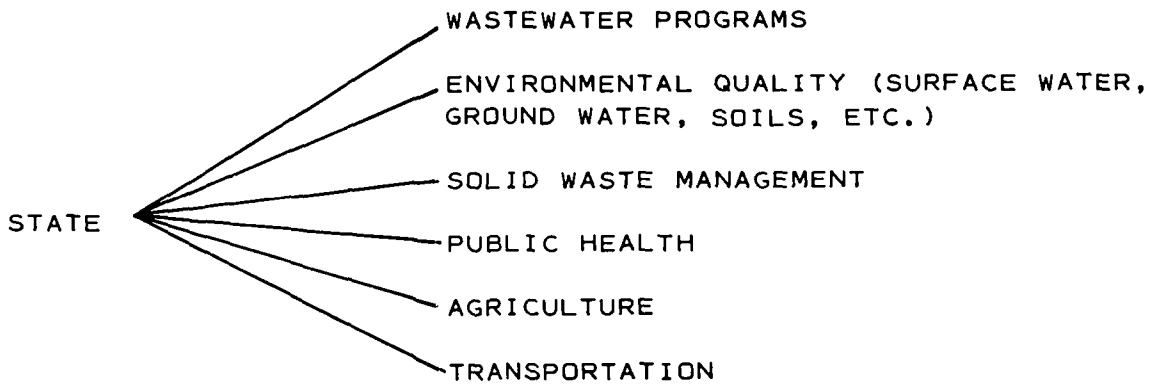 WASTEWATER PROGRAMS
ENVIRONMENTAL QUALITY (SURFACE WATER,
GROUND WATER, SOILS, ETC.)
SOLID WASTE MANAGEMENT
STATE
PUBLIC HEALTH
AGRICULTURE
TRANSPORTATION